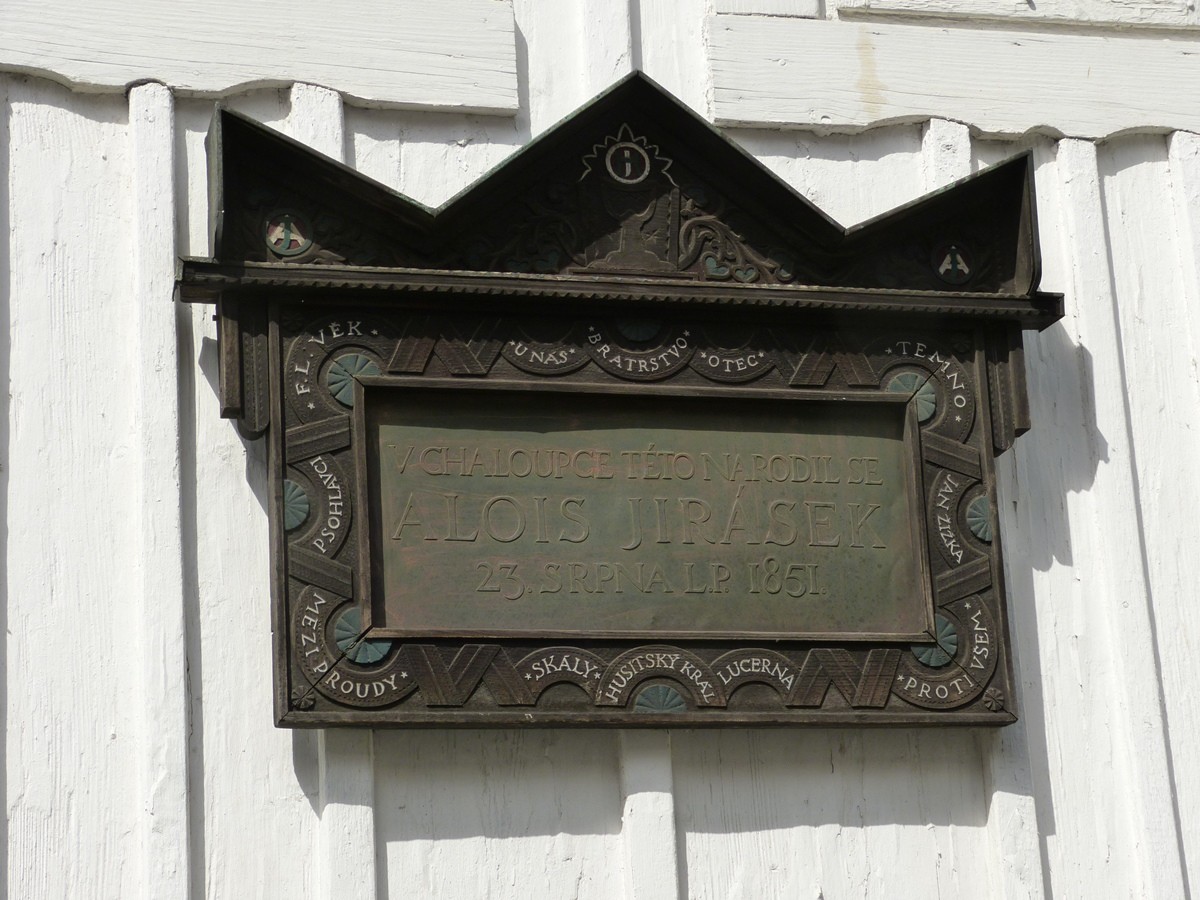 A
A
F. L. VĚK
U NÁS
BRATRSTVO
OTEC
TEMNO
V CHALOUPCE TÉTO NARODIL SE
ALOIS JIRÁSEK
23. SRPNA L.P. 1851.
PSOHLAVCI
JAN ŽIŽKA
MEZI PROUDY
SKÁLY
HUSITSKÝ KRÁL
LUCERNA
PROTI VŠEM